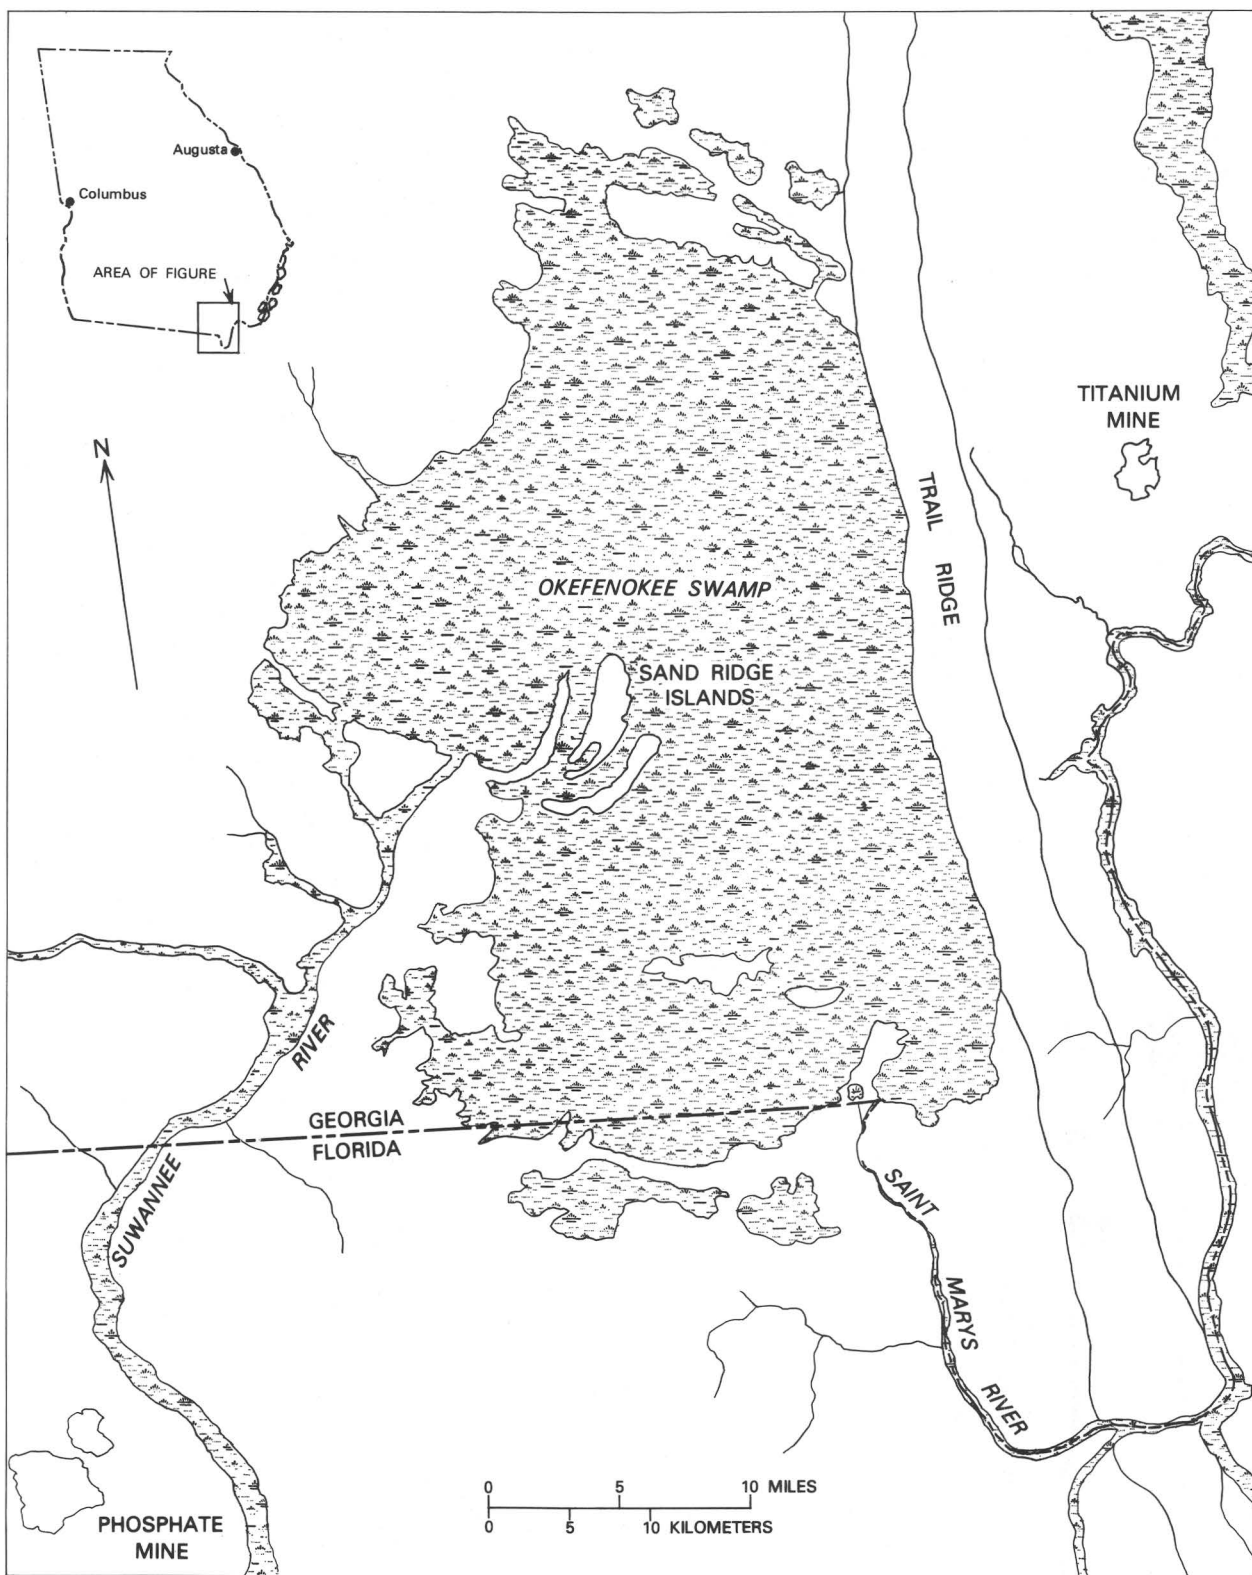 Augusta
Columbus
AREA OF FIGURE
N
TITANIUM
MINE
TRAIL RIDGE
OKEFENOKEE SWAMP
SAND RIDGE
ISLANDS
SUWANNEE RIVER
GEORGIA
FLORIDA
SAINT MARYS RIVER
PHOSPHATE
MINE
0 5 10 MILES
0 5 10 KILOMETERS